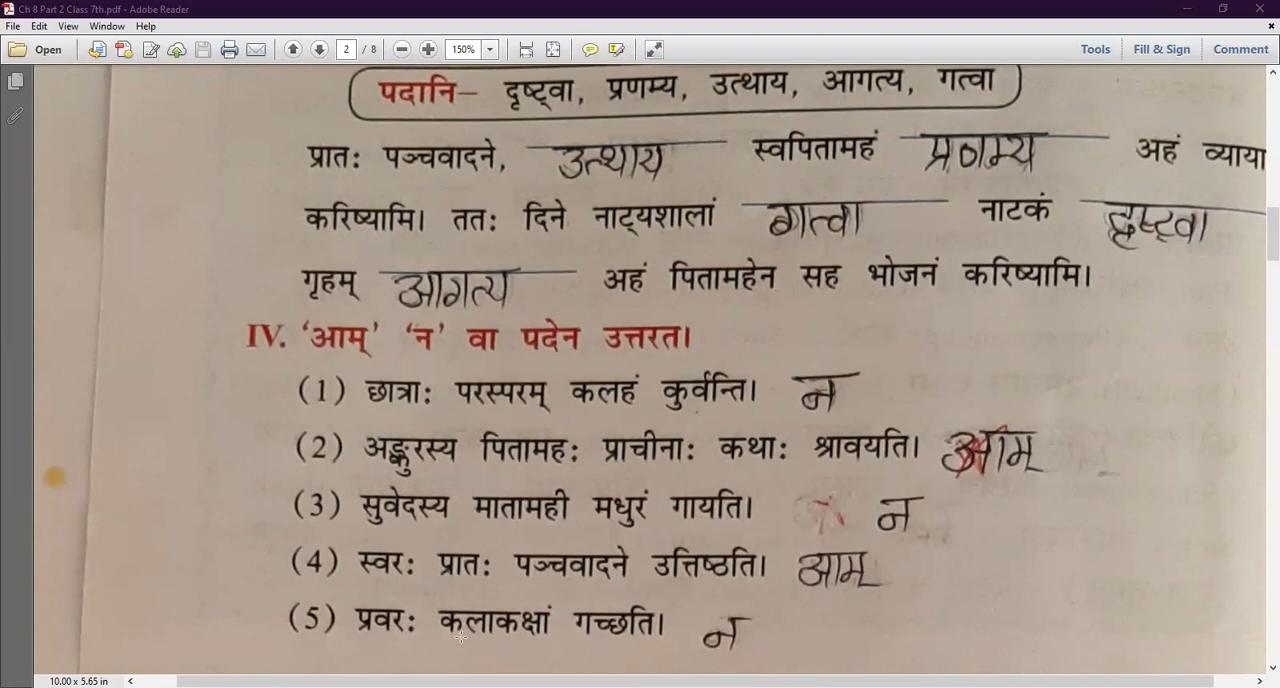 Ch 8 Part 2 Class 7th.pdf - Adobe Reader
File Edit View Window Help
Open 2 / 8 150% Tools Fill & Sign Comment
पदानि– दृष्ट्वा, प्रणम्य, उत्थाय, आगत्य, गत्वा
प्रातः पञ्चवादने, उत्थाय स्वपितामहं प्रणम्य अहं व्याया
करिष्यामि। ततः दिने नाट्यशालां गत्वा नाटकं दृष्ट्वा
गृहम् आगत्य अहं पितामहेन सह भोजनं करिष्यामि।
IV. ‘आम्’ ‘न’ वा पदेन उत्तरत।
(1) छात्राः परस्परम् कलहं कुर्वन्ति। न
(2) अङ्कुरस्य पितामहः प्राचीनाः कथाः श्रावयति। आम्
(3) सुवेदस्य मातामही मधुरं गायति। न
(4) स्वरः प्रातः पञ्चवादने उत्तिष्ठति। आम्
(5) प्रवरः कलाकक्षां गच्छति। न
10.00 x 5.65 in